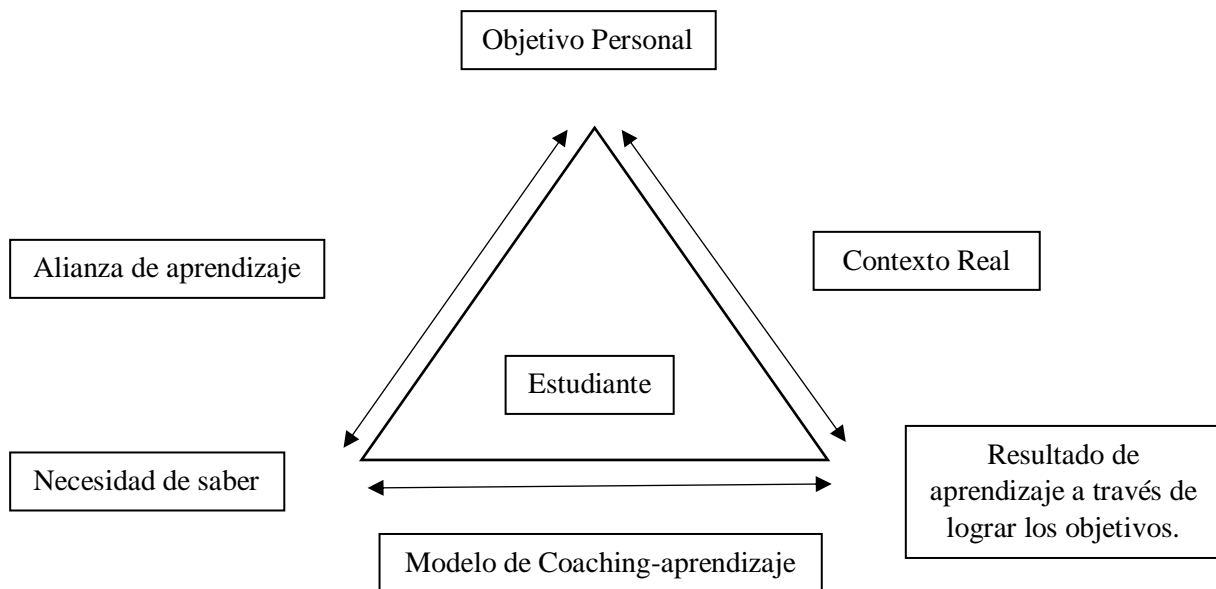 Objetivo Personal
Alianza de aprendizaje
Contexto Real
Estudiante
Necesidad de saber
Resultado de
aprendizaje a través de
lograr los objetivos.
Modelo de Coaching-aprendizaje